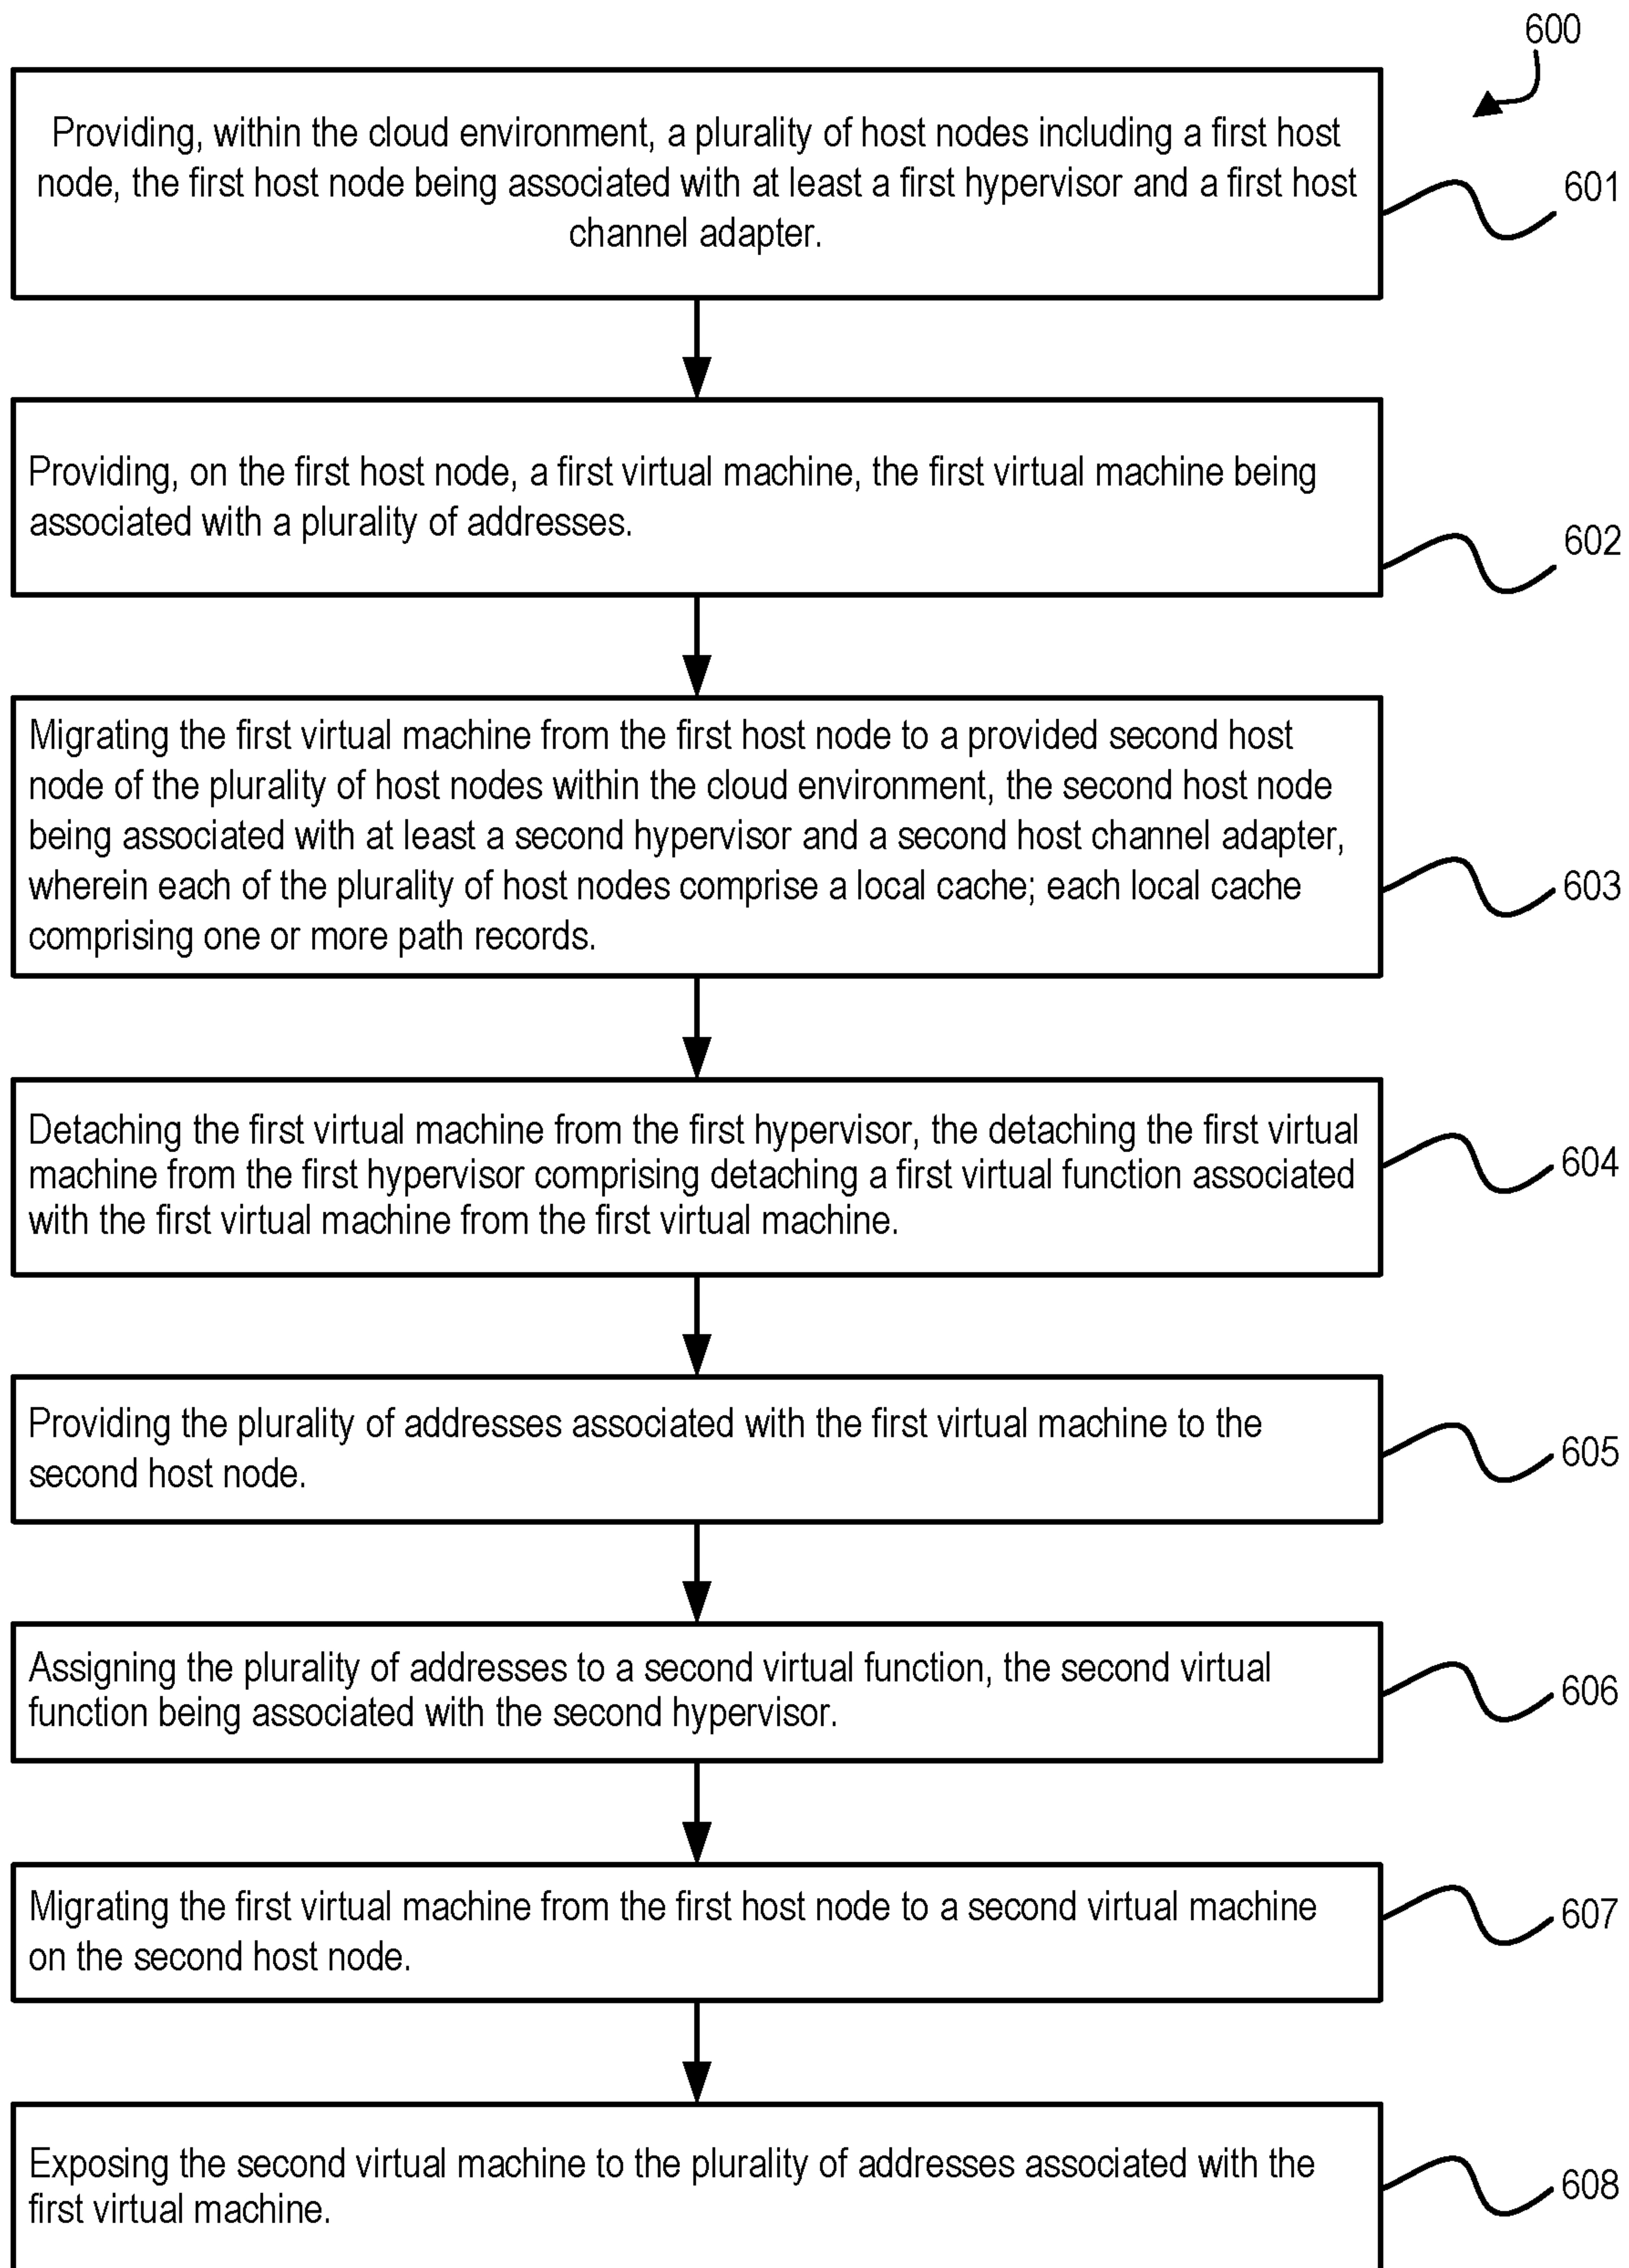 600
Providing, within the cloud environment, a plurality of host nodes including a first host
node, the first host node being associated with at least a first hypervisor and a first host
channel adapter.
601
Providing, on the first host node, a first virtual machine, the first virtual machine being
associated with a plurality of addresses.
602
Migrating the first virtual machine from the first host node to a provided second host
node of the plurality of host nodes within the cloud environment, the second host node
being associated with at least a second hypervisor and a second host channel adapter,
wherein each of the plurality of host nodes comprise a local cache; each local cache
comprising one or more path records.
603
Detaching the first virtual machine from the first hypervisor, the detaching the first virtual
machine from the first hypervisor comprising detaching a first virtual function associated
with the first virtual machine from the first virtual machine.
604
Providing the plurality of addresses associated with the first virtual machine to the
second host node.
605
Assigning the plurality of addresses to a second virtual function, the second virtual
function being associated with the second hypervisor.
606
Migrating the first virtual machine from the first host node to a second virtual machine
on the second host node.
607
Exposing the second virtual machine to the plurality of addresses associated with the
first virtual machine.
608